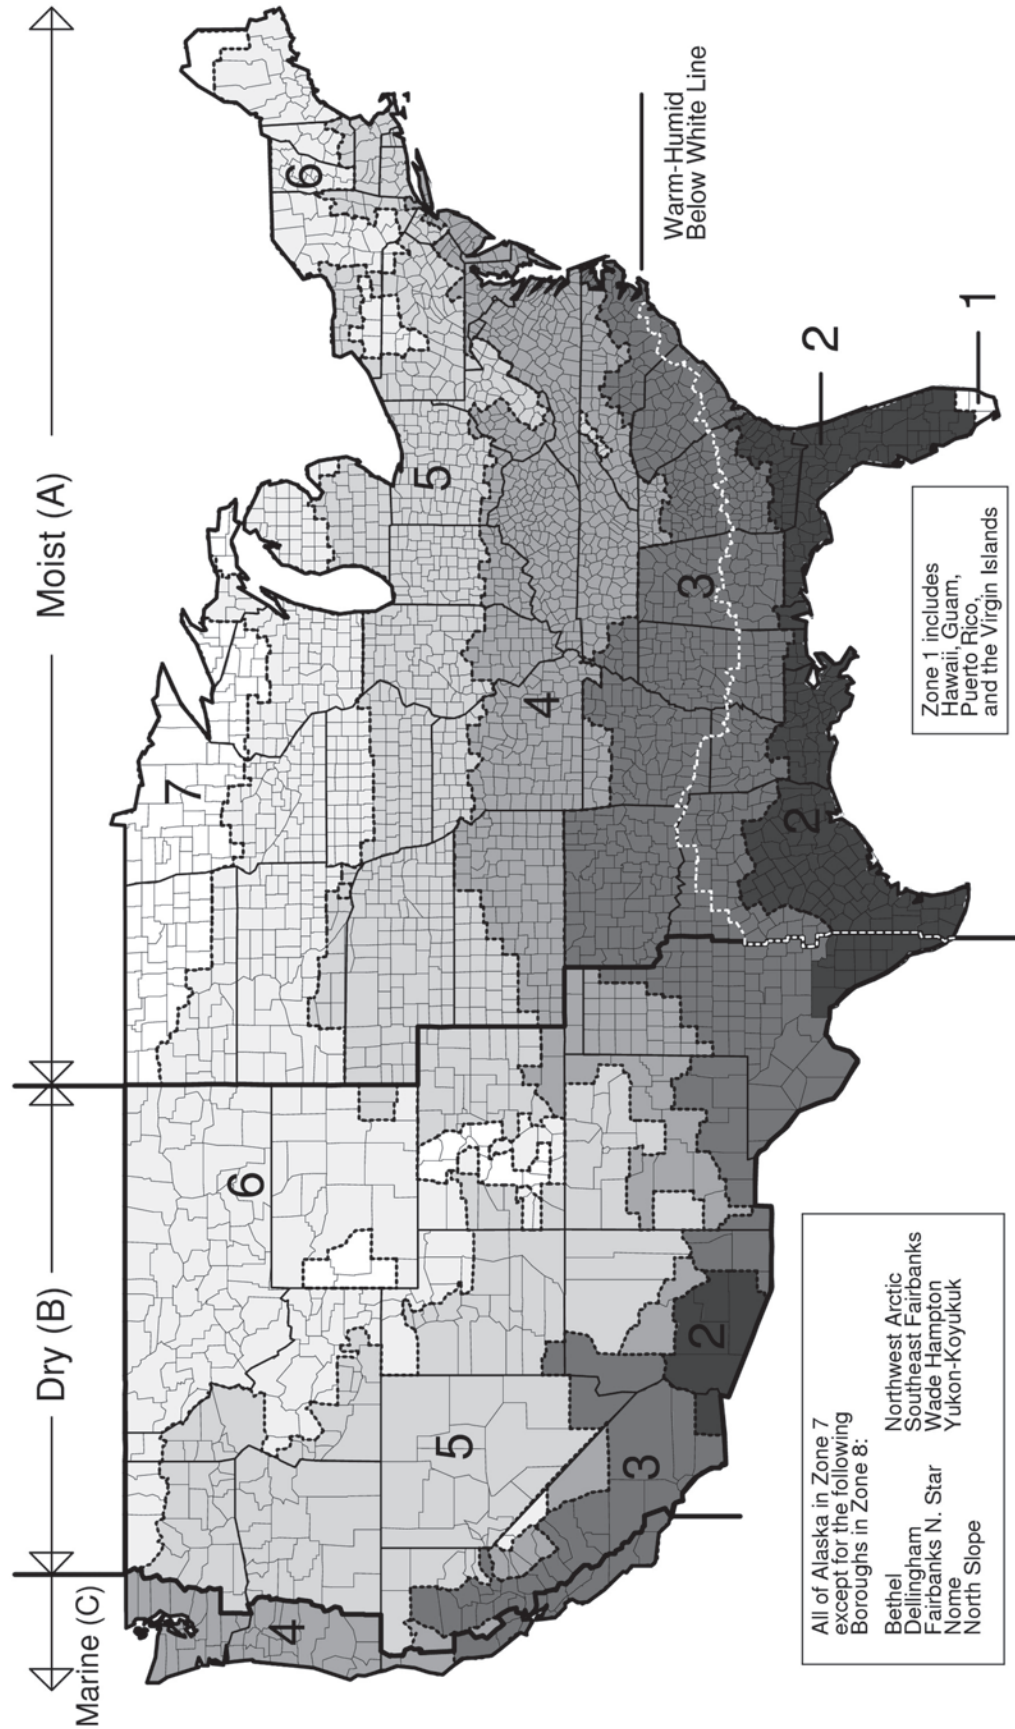 Marine (C)
Dry (B)
Moist (A)
7
6
6
5
5
4
4
3
3
2
2
2
1
Warm-Humid
Below White Line
All of Alaska in Zone 7
except for the following
Boroughs in Zone 8:
Bethel
Dellingham
Fairbanks N. Star
Nome
North Slope
Northwest Arctic
Southeast Fairbanks
Wade Hampton
Yukon-Koyukuk
Zone 1 includes
Hawaii, Guam,
Puerto Rico,
and the Virgin Islands